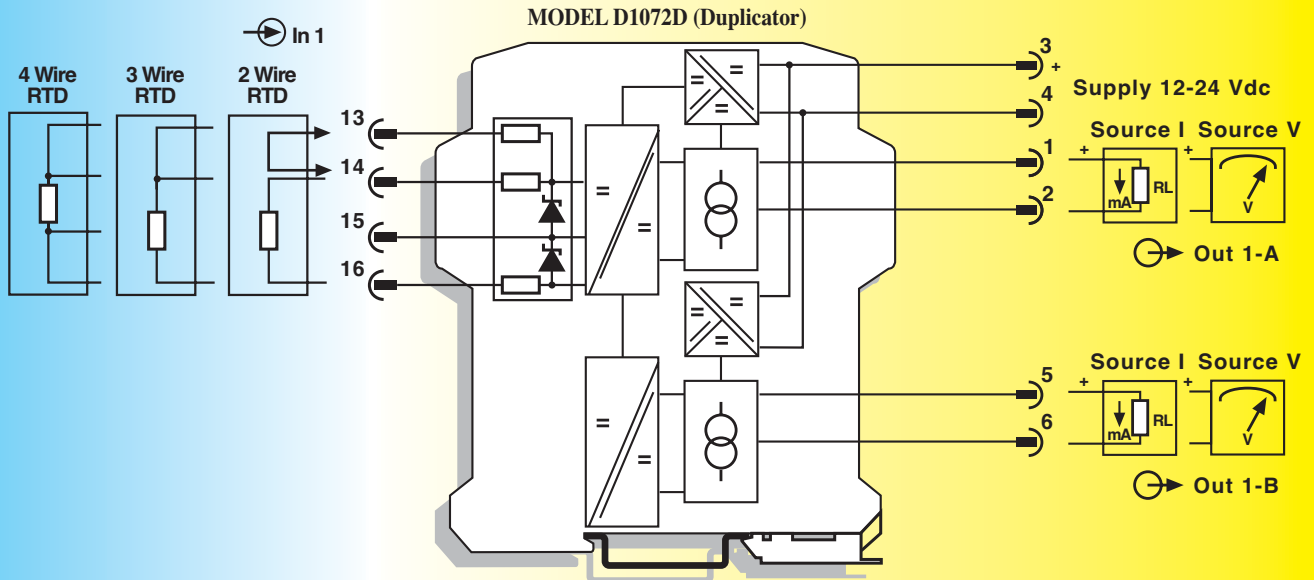 MODEL D1072D (Duplicator)
In 1
4 Wire RTD
3 Wire RTD
2 Wire RTD
13
14
15
16
3
+
4
Supply 12-24 Vdc
1
2
Source I Source V
+ +
mA RL
V
Out 1-A
5
6
Source I Source V
+ +
mA RL
V
Out 1-B